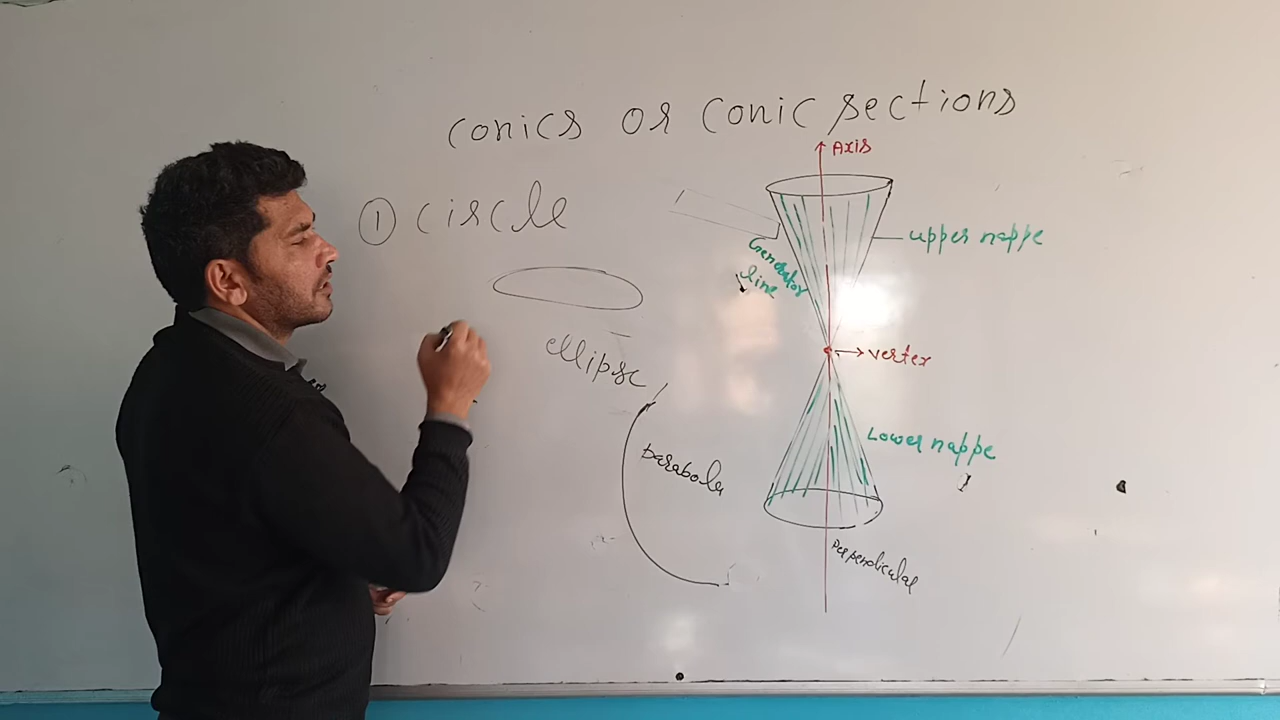 conics or conic sections
Axis
① circle
upper nappe
Generator
line
ellipse
vertex
parabola
Lower nappe
perpendicular